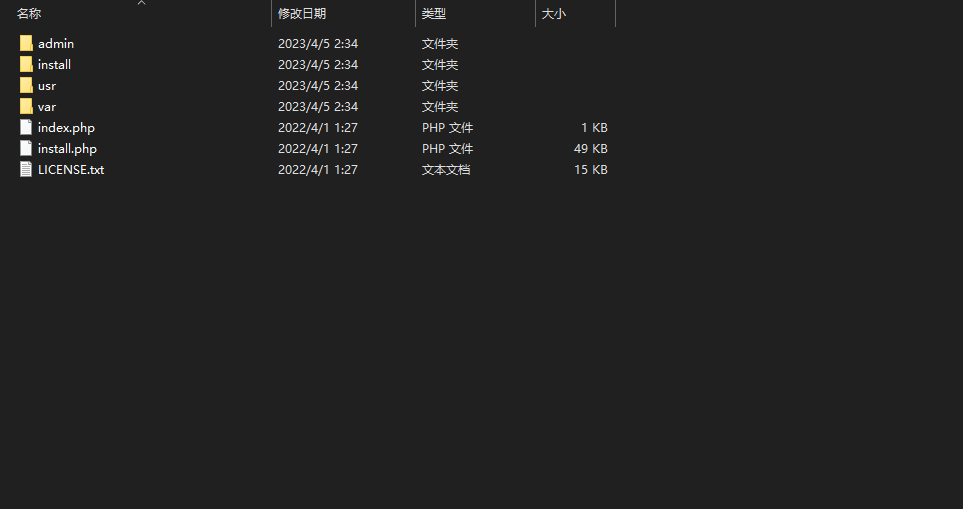 名称 修改日期 类型 大小
admin 2023/4/5 2:34 文件夹
install 2023/4/5 2:34 文件夹
usr 2023/4/5 2:34 文件夹
var 2023/4/5 2:34 文件夹
index.php 2022/4/1 1:27 PHP 文件 1 KB
install.php 2022/4/1 1:27 PHP 文件 49 KB
LICENSE.txt 2022/4/1 1:27 文本文档 15 KB